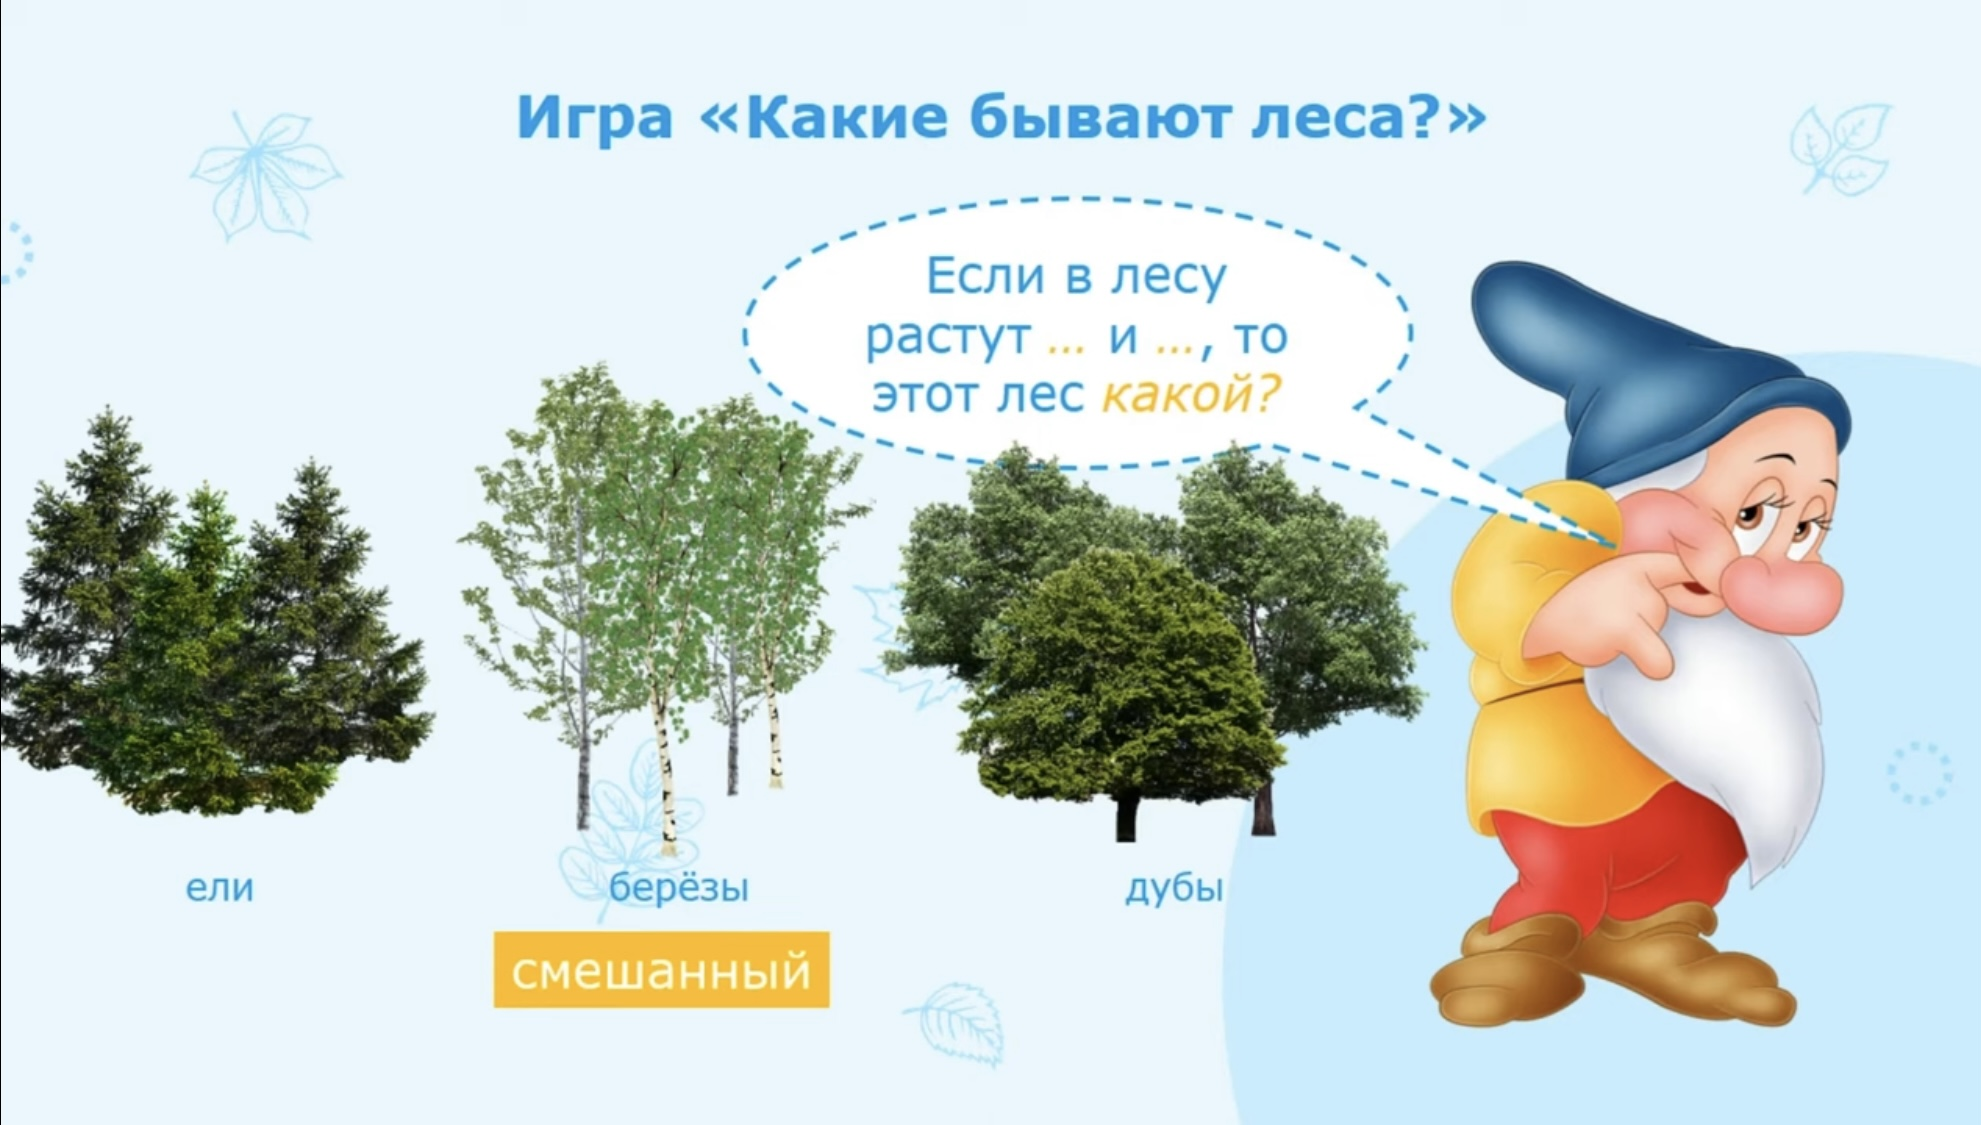 Игра «Какие бывают леса?»
Если в лесу
растут ... и ..., то
этот лес какой?
ели
берёзы
дубы
смешанный